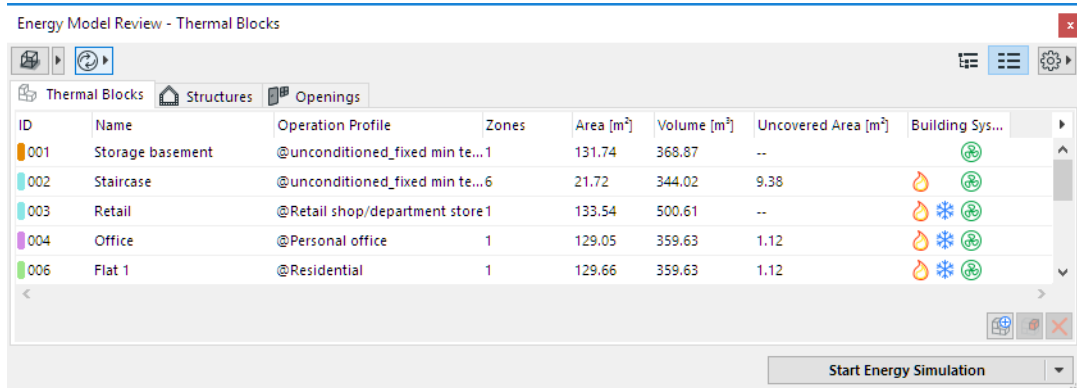 Energy Model Review - Thermal Blocks
x
Thermal Blocks Structures Openings
ID Name Operation Profile Zones Area [m²] Volume [m³] Uncovered Area [m²] Building Sys...
001 Storage basement @unconditioned_fixed min te... 1 131.74 368.87 --
002 Staircase @unconditioned_fixed min te... 6 21.72 344.02 9.38
003 Retail @Retail shop/department store 1 133.54 500.61 --
004 Office @Personal office 1 129.05 359.63 1.12
006 Flat 1 @Residential 1 129.66 359.63 1.12
Start Energy Simulation